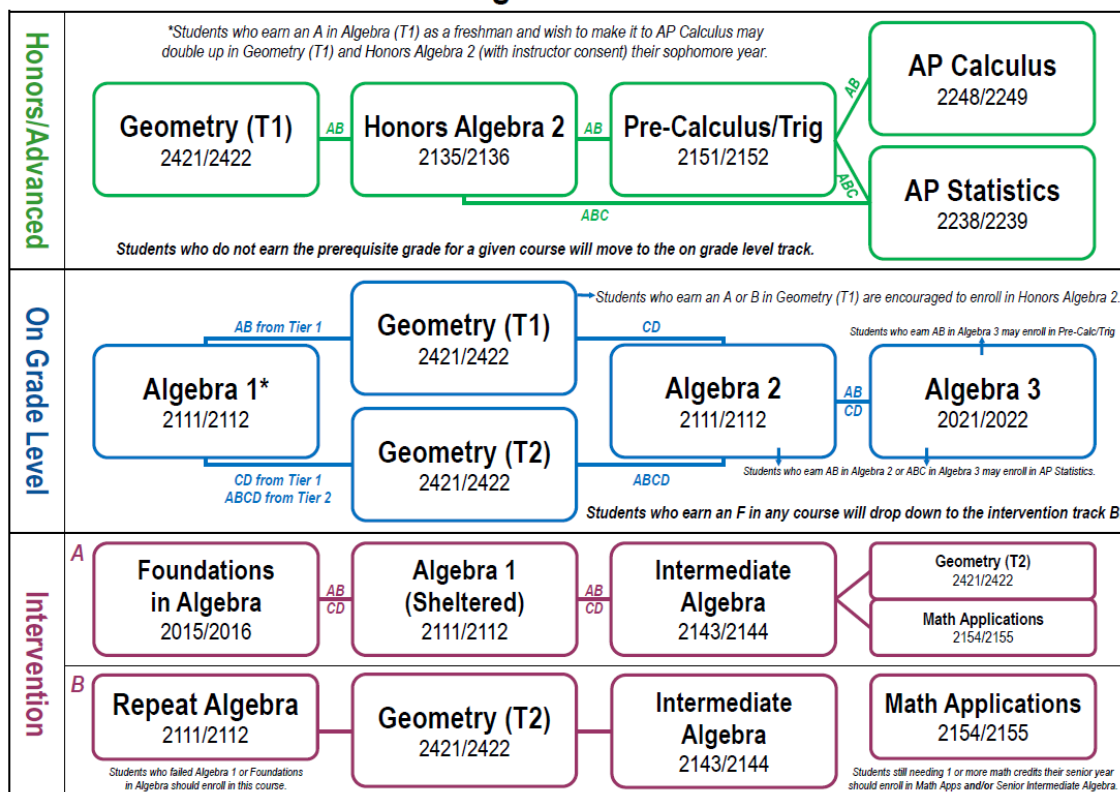 Honors/Advanced
*Students who earn an A in Algebra (T1) as a freshman and wish to make it to AP Calculus may
double up in Geometry (T1) and Honors Algebra 2 (with instructor consent) their sophomore year.
Geometry (T1)
2421/2422
AB
Honors Algebra 2
2135/2136
AB
Pre-Calculus/Trig
2151/2152
AB
AP Calculus
2248/2249
ABC
AP Statistics
2238/2239
ABC
Students who do not earn the prerequisite grade for a given course will move to the on grade level track.
On Grade Level
Algebra 1*
2111/2112
AB from Tier 1
Geometry (T1)
2421/2422
Students who earn an A or B in Geometry (T1) are encouraged to enroll in Honors Algebra 2.
CD
CD from Tier 1
ABCD from Tier 2
Geometry (T2)
2421/2422
ABCD
Algebra 2
2111/2112
AB
CD
Students who earn AB in Algebra 3 may enroll in Pre-Calc/Trig
Algebra 3
2021/2022
Students who earn AB in Algebra 2 or ABC in Algebra 3 may enroll in AP Statistics.
Students who earn an F in any course will drop down to the intervention track B
Intervention
A
Foundations
in Algebra
2015/2016
AB
CD
Algebra 1
(Sheltered)
2111/2112
AB
CD
Intermediate
Algebra
2143/2144
Geometry (T2)
2421/2422
Math Applications
2154/2155
B
Repeat Algebra
2111/2112
Students who failed Algebra 1 or Foundations
in Algebra should enroll in this course.
Geometry (T2)
2421/2422
Intermediate
Algebra
2143/2144
Math Applications
2154/2155
Students still needing 1 or more math credits their senior year
should enroll in Math Apps and/or Senior Intermediate Algebra